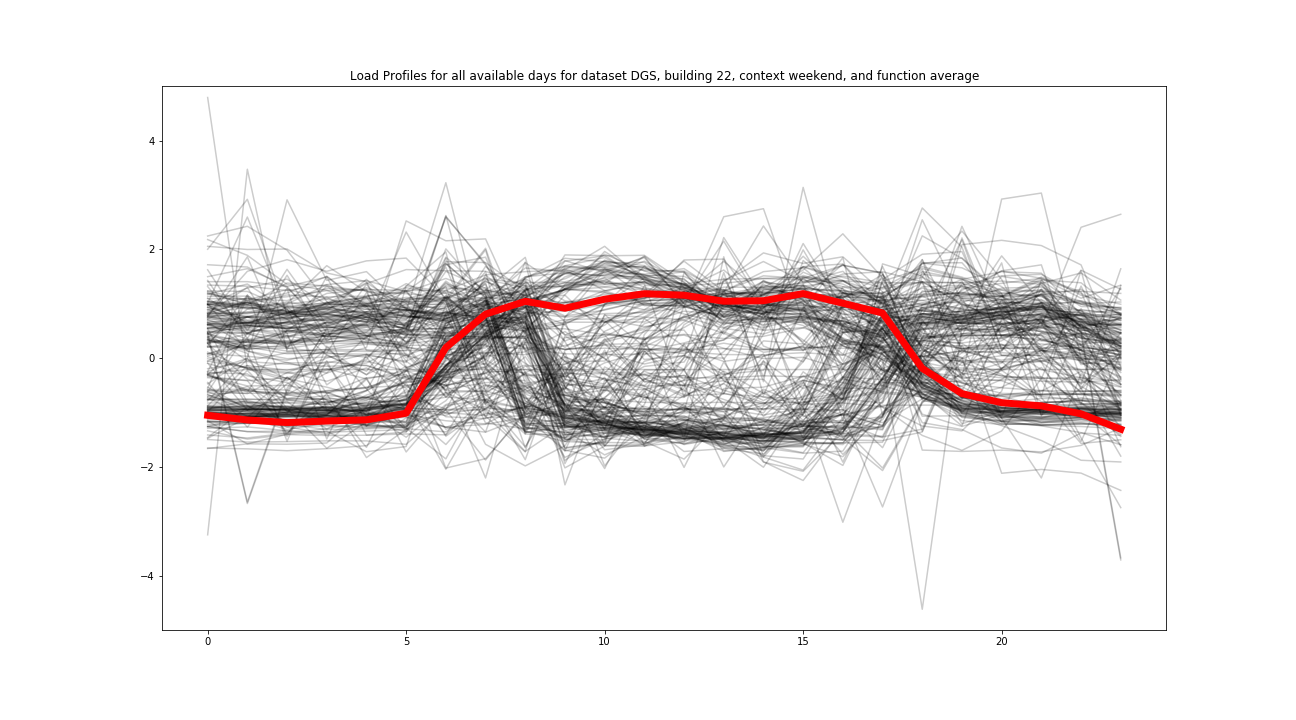 Load Profiles for all available days for dataset DGS, building 22, context weekend, and function average
4
2
0
−2
−4
0 5 10 15 20